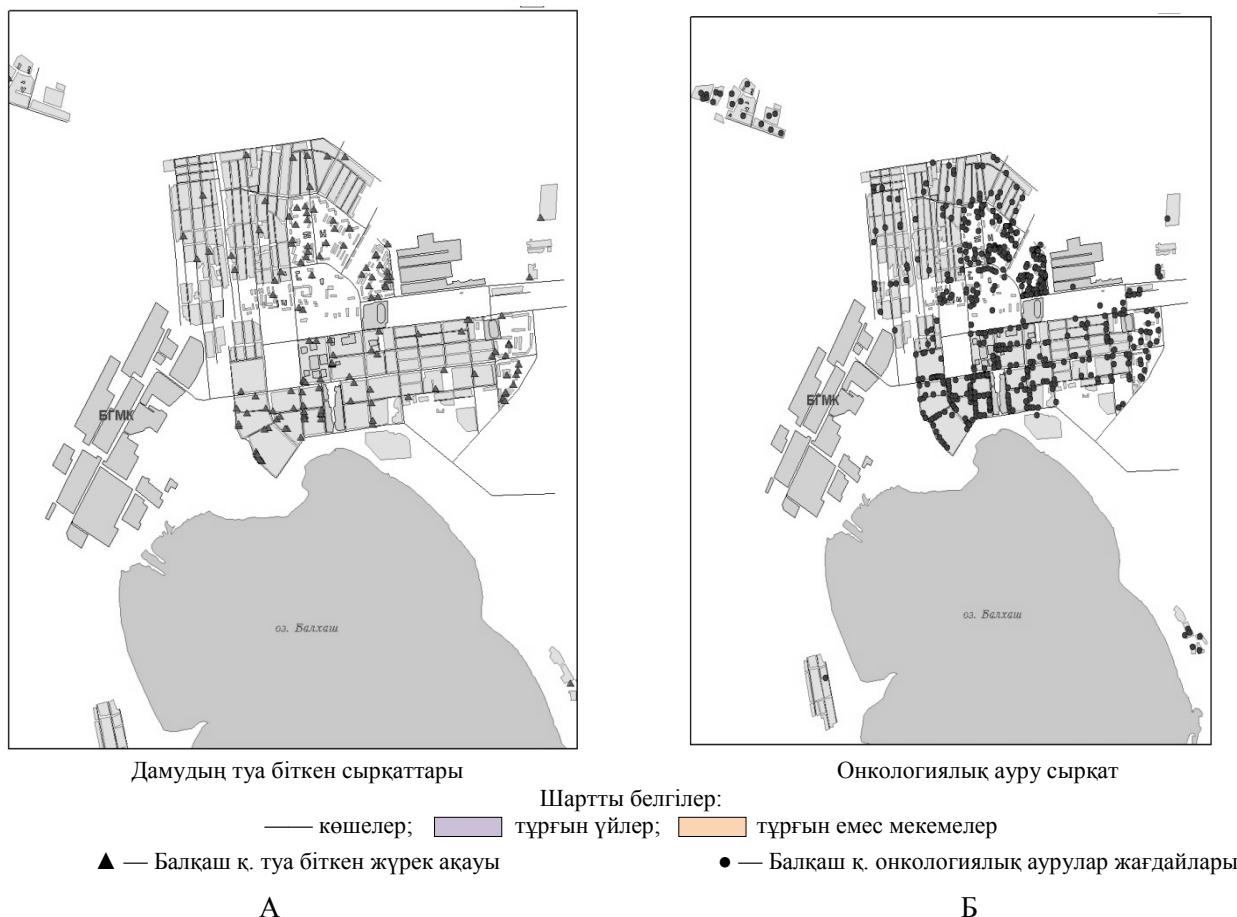 БГМК
оз. Балхаш
БГМК
оз. Балхаш
Дамудың туа біткен сырқаттары
Онкологиялық ауру сырқат
Шартты белгілер:
—— көшелер; тұрғын үйлер; тұрғын емес мекемелер
▲ — Балқаш қ. туа біткен жүрек ақауы
● — Балқаш қ. онкологиялық аурулар жағдайлары
А
Б